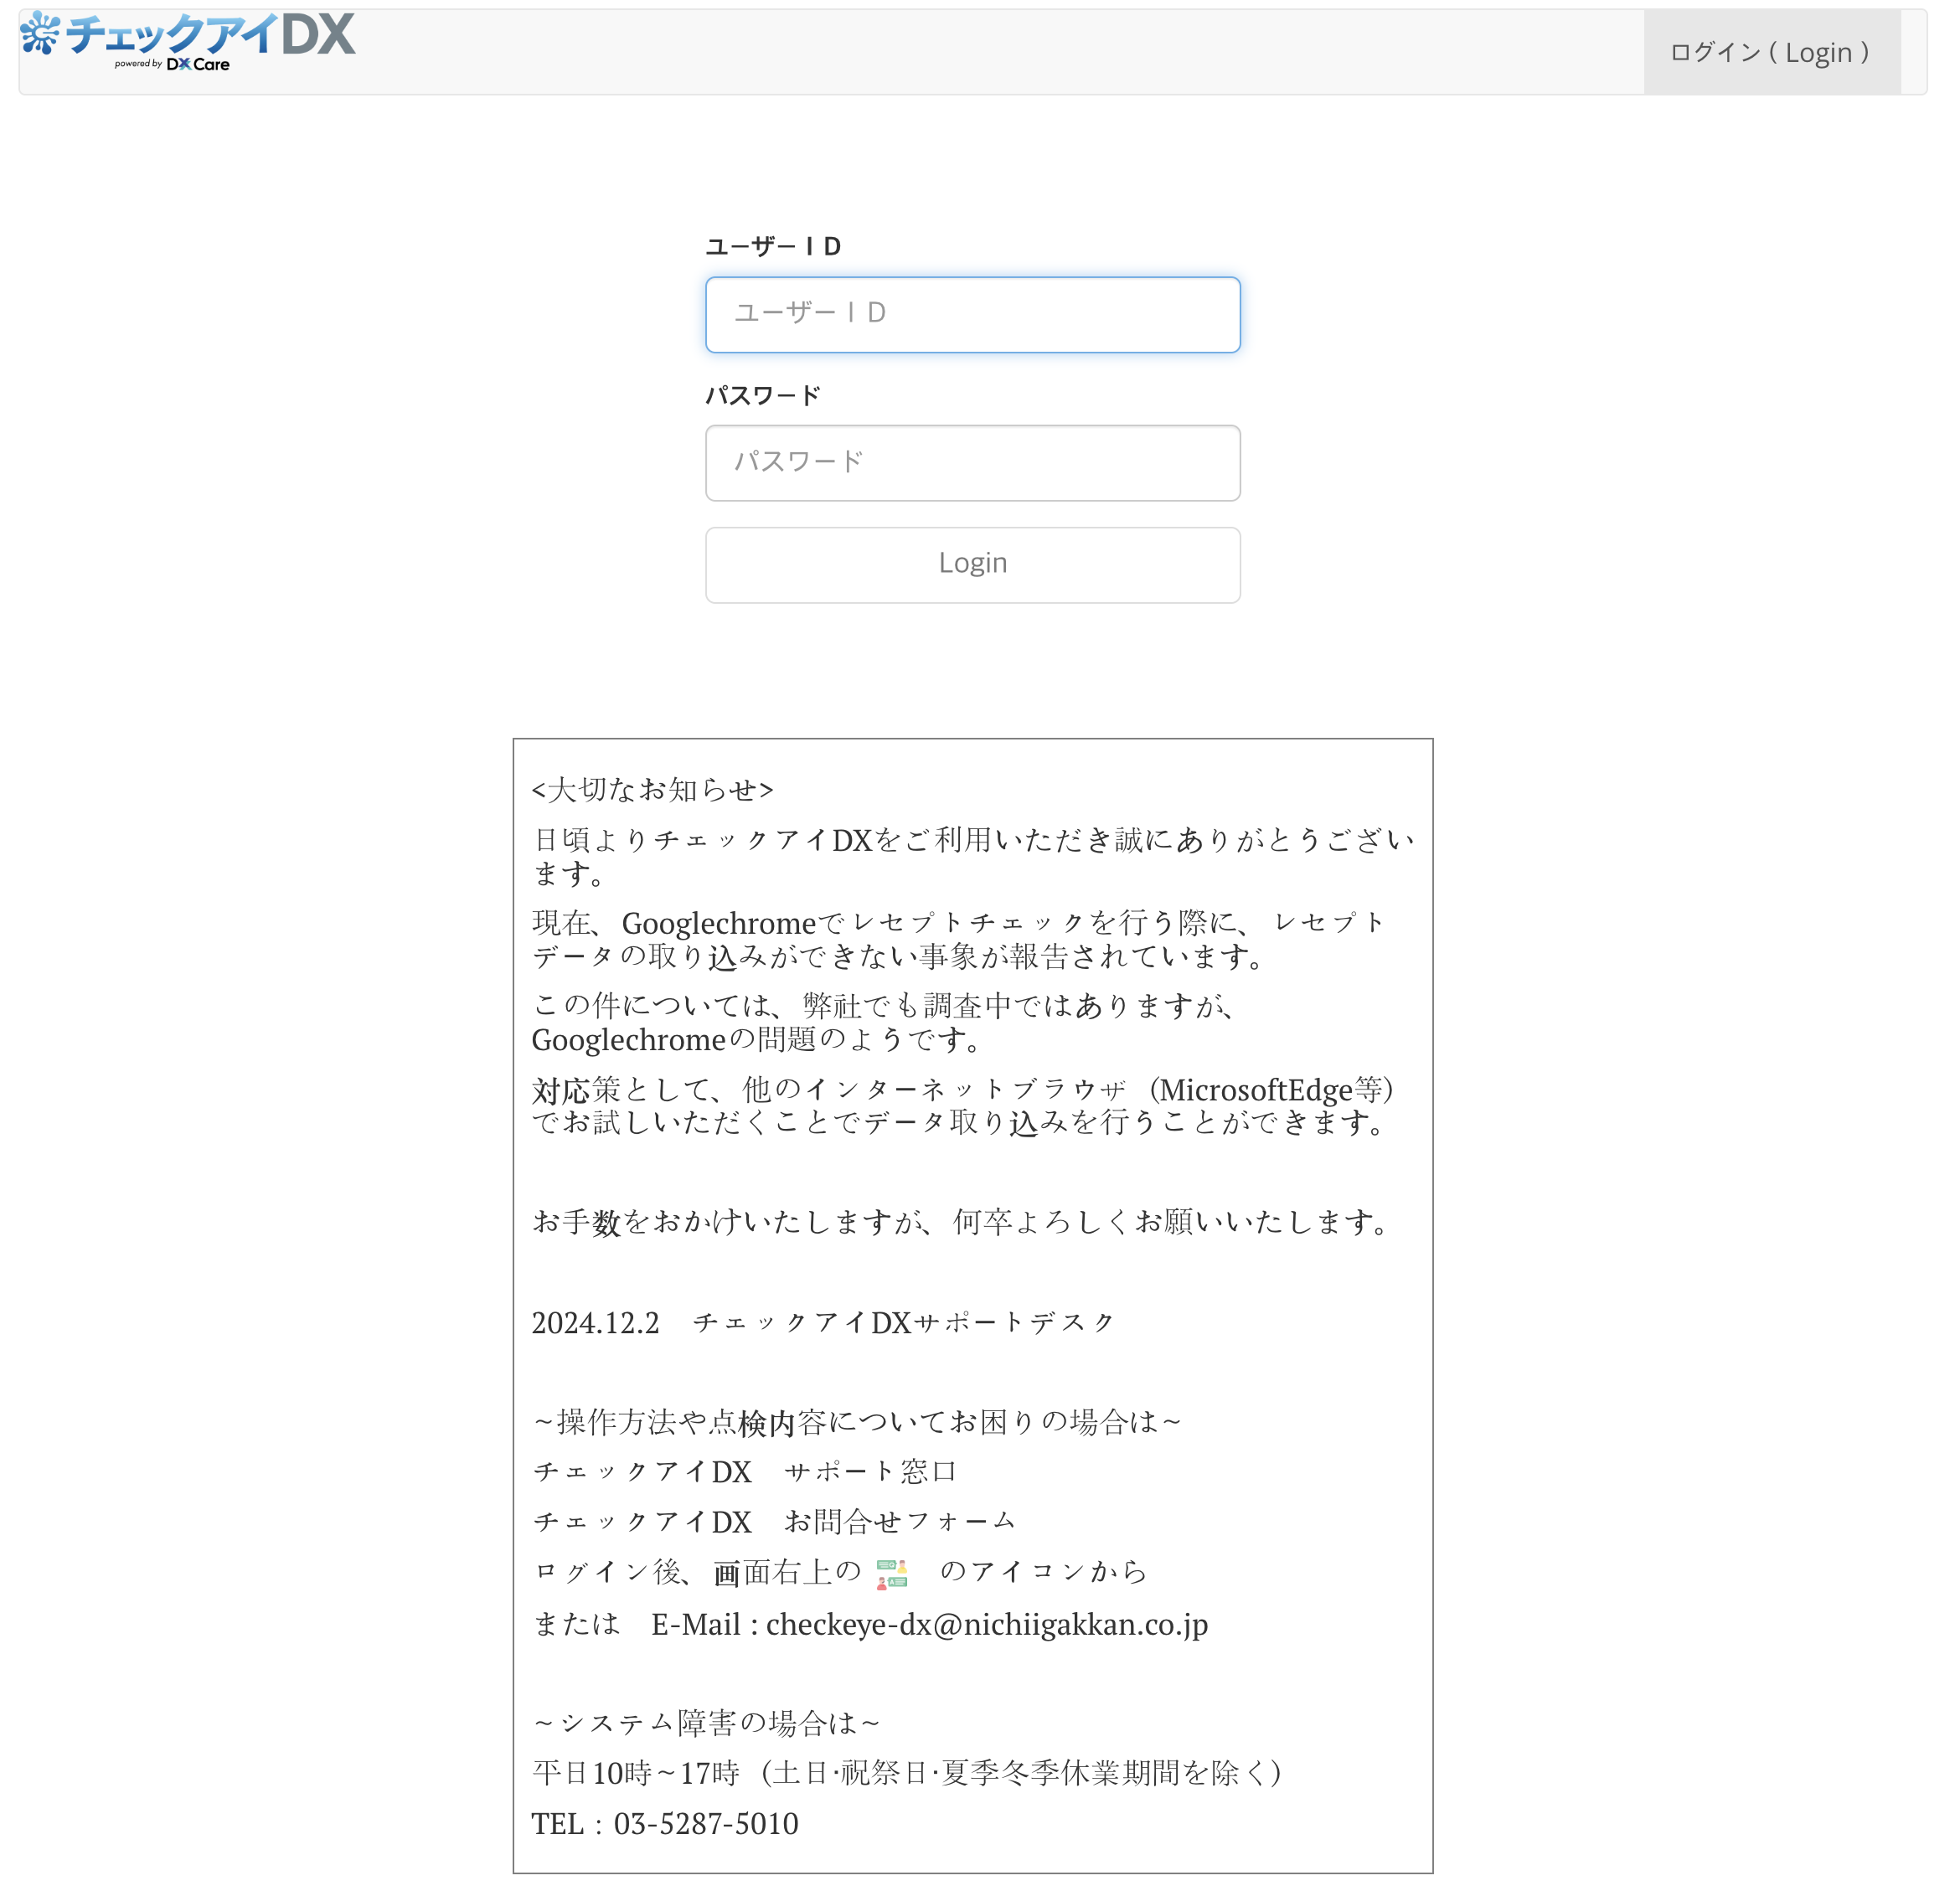 チェックアイDX
powered by DX Care
ログイン ( Login )
ユーザーＩＤ
ユーザーＩＤ
パスワード
パスワード
Login
<大切なお知らせ>
日頃よりチェックアイDXをご利用いただき誠にありがとうござい
ます。
現在、Googlechromeでレセプトチェックを行う際に、レセプト
データの取り込みができない事象が報告されています。
この件については、弊社でも調査中ではありますが、
Googlechromeの問題のようです。
対応策として、他のインターネットブラウザ（MicrosoftEdge等）
でお試しいただくことでデータ取り込みを行うことができます。
お手数をおかけいたしますが、何卒よろしくお願いいたします。
2024.12.2　チェックアイDXサポートデスク
~操作方法や点検内容についてお困りの場合は~
チェックアイDX　サポート窓口
チェックアイDX　お問合せフォーム
ログイン後、画面右上の　のアイコンから
または　E-Mail : checkeye-dx@nichiigakkan.co.jp
~システム障害の場合は~
平日10時~17時（土日·祝祭日·夏季冬季休業期間を除く）
TEL : 03-5287-5010